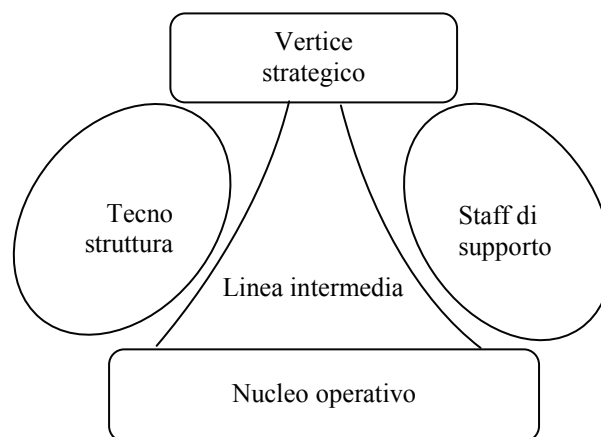 Vertice
strategico
Tecno
struttura
Staff di
supporto
Linea intermedia
Nucleo operativo